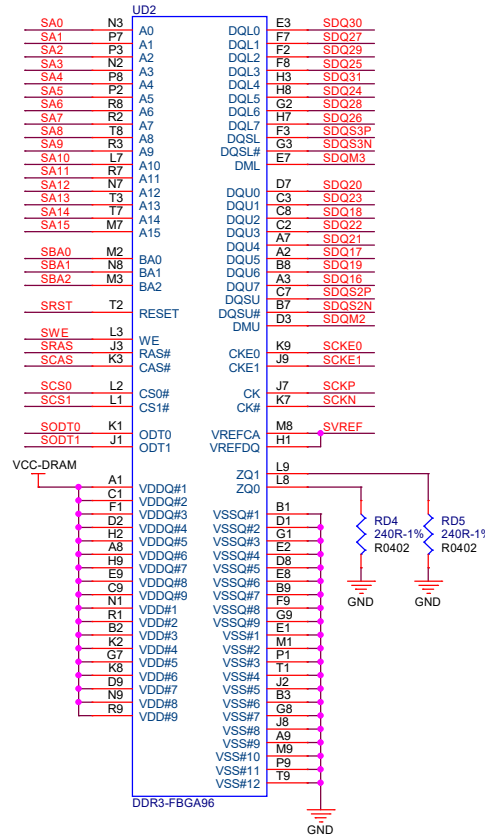 UD2
SA0 N3 A0 DQL0 E3 SDQ30
SA1 P7 A1 DQL1 F7 SDQ27
SA2 P3 A2 DQL2 F2 SDQ29
SA3 N2 A3 DQL3 F8 SDQ25
SA4 P8 A4 DQL4 H3 SDQ31
SA5 P2 A5 DQL5 H8 SDQ24
SA6 R8 A6 DQL6 G2 SDQ28
SA7 R2 A7 DQL7 H7 SDQ26
SA8 T8 A8 DQSL F3 SDQS3P
SA9 R3 A9 DQSL# G3 SDQS3N
SA10 L7 A10 DML E7 SDQM3
SA11 R7 A11
SA12 N7 A12 DQU0 D7 SDQ20
SA13 T3 A13 DQU1 C3 SDQ23
SA14 T7 A14 DQU2 C8 SDQ18
SA15 M7 A15 DQU3 C2 SDQ22
DQU4 A7 SDQ21
SBA0 M2 BA0 DQU5 A2 SDQ17
SBA1 N8 BA1 DQU6 B8 SDQ19
SBA2 M3 BA2 DQU7 A3 SDQ16
DQSU C7 SDQS2P
SRST T2 RESET DQSU# B7 SDQS2N
DMU D3 SDQM2
SWE L3 WE
SRAS J3 RAS# CKE0 K9 SCKE0
SCAS K3 CAS# CKE1 J9 SCKE1
SCS0 L2 CS0# CK J7 SCKP
SCS1 L1 CS1# CK# K7 SCKN
SODT0 K1 ODT0 VREFCA M8 SVREF
SODT1 J1 ODT1 VREFDQ H1
VCC-DRAM
ZQ1 L9
A1 VDDQ#1 ZQ0 L8
C1 VDDQ#2
F1 VDDQ#3 VSSQ#1 B1
D2 VDDQ#4 VSSQ#2 D1
H2 VDDQ#5 VSSQ#3 G1
A8 VDDQ#6 VSSQ#4 E2
H9 VDDQ#7 VSSQ#5 D8
E9 VDDQ#8 VSSQ#6 E8
C9 VDDQ#9 VSSQ#7 B9
N1 VDD#1 VSSQ#8 F9
R1 VDD#2 VSSQ#9 G9
B2 VDD#3 VSS#1 E1
K2 VDD#4 VSS#2 M1
G7 VDD#5 VSS#3 P1
K8 VDD#6 VSS#4 T1
D9 VDD#7 VSS#5 J2
N9 VDD#8 VSS#6 B3
R9 VDD#9 VSS#7 G8
VSS#8 J8
VSS#9 A9
VSS#10 M9
VSS#11 P9
VSS#12 T9
RD4 RD5
240R-1% 240R-1%
R0402 R0402
GND GND
DDR3-FBGA96
GND